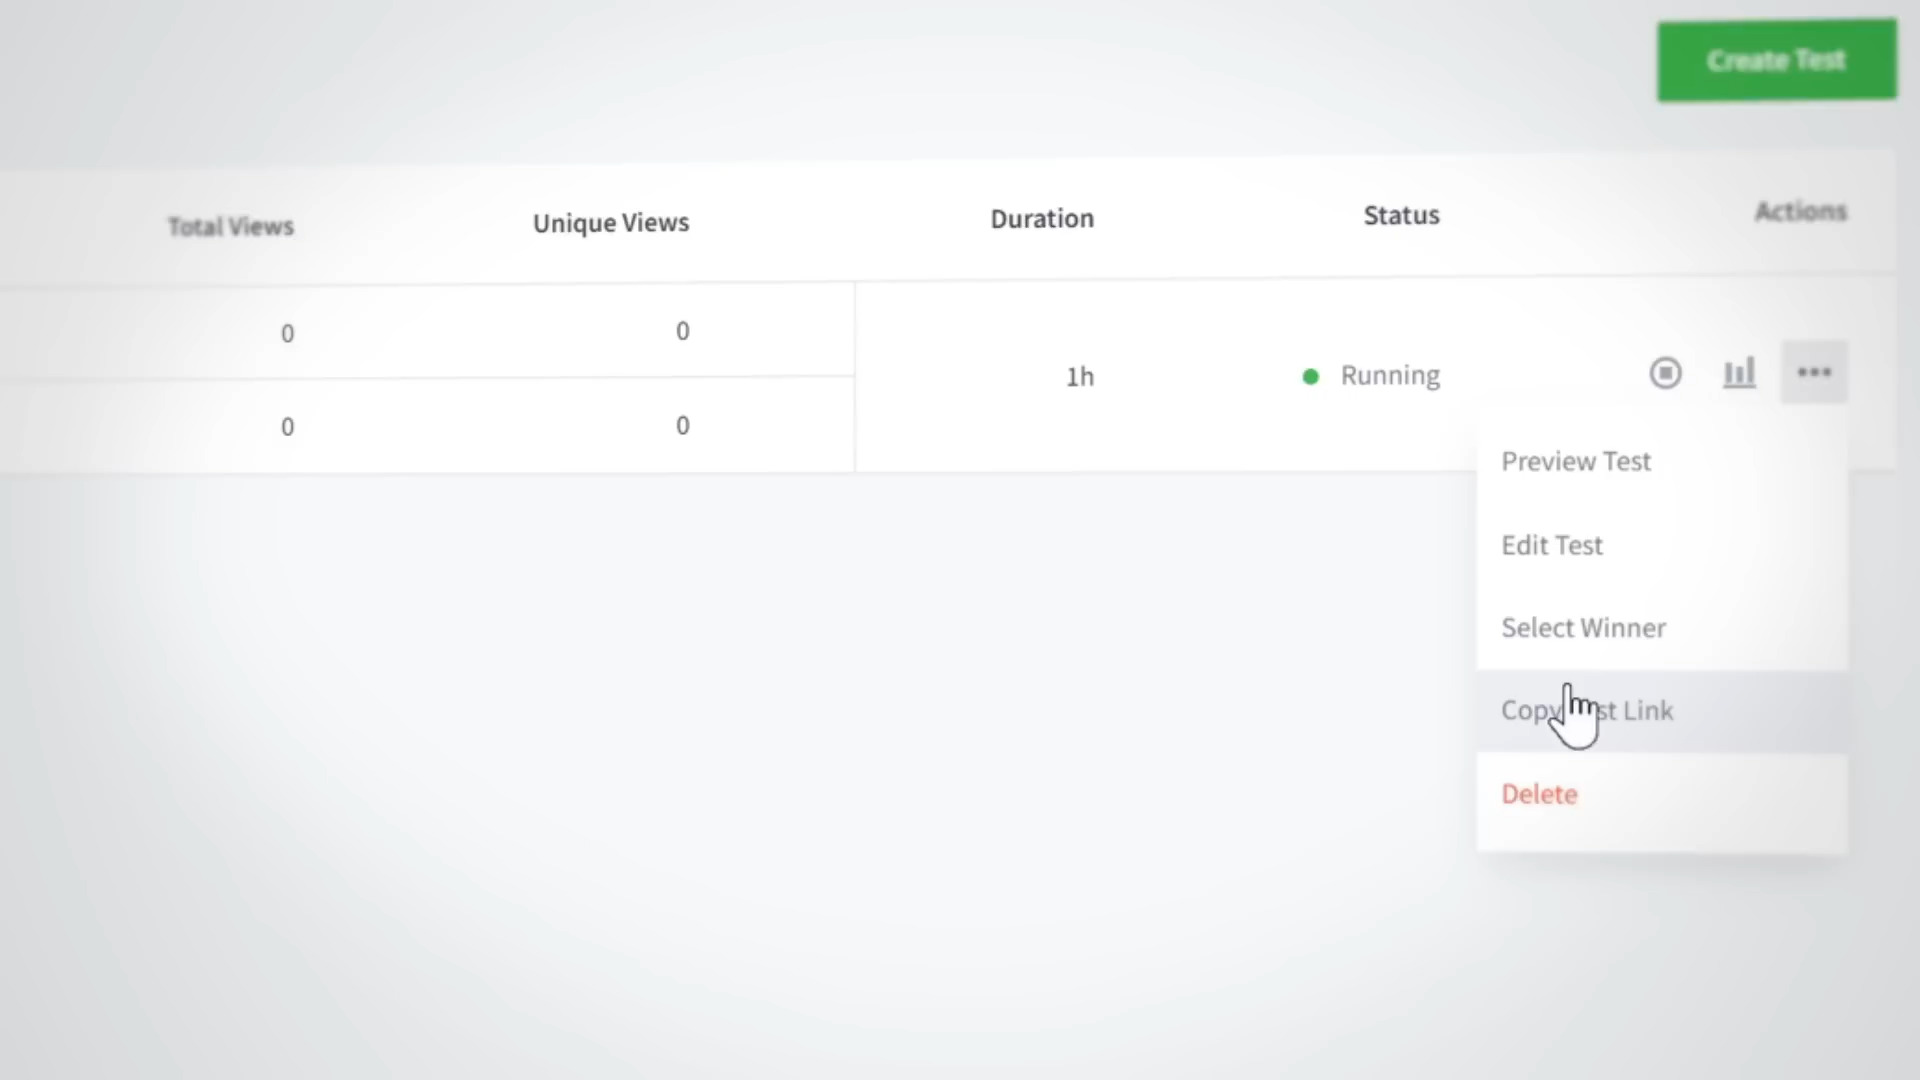 Create Test
Total Views Unique Views Duration Status Actions
0 0
1h Running
0 0
Preview Test
Edit Test
Select Winner
Copy Link
Delete